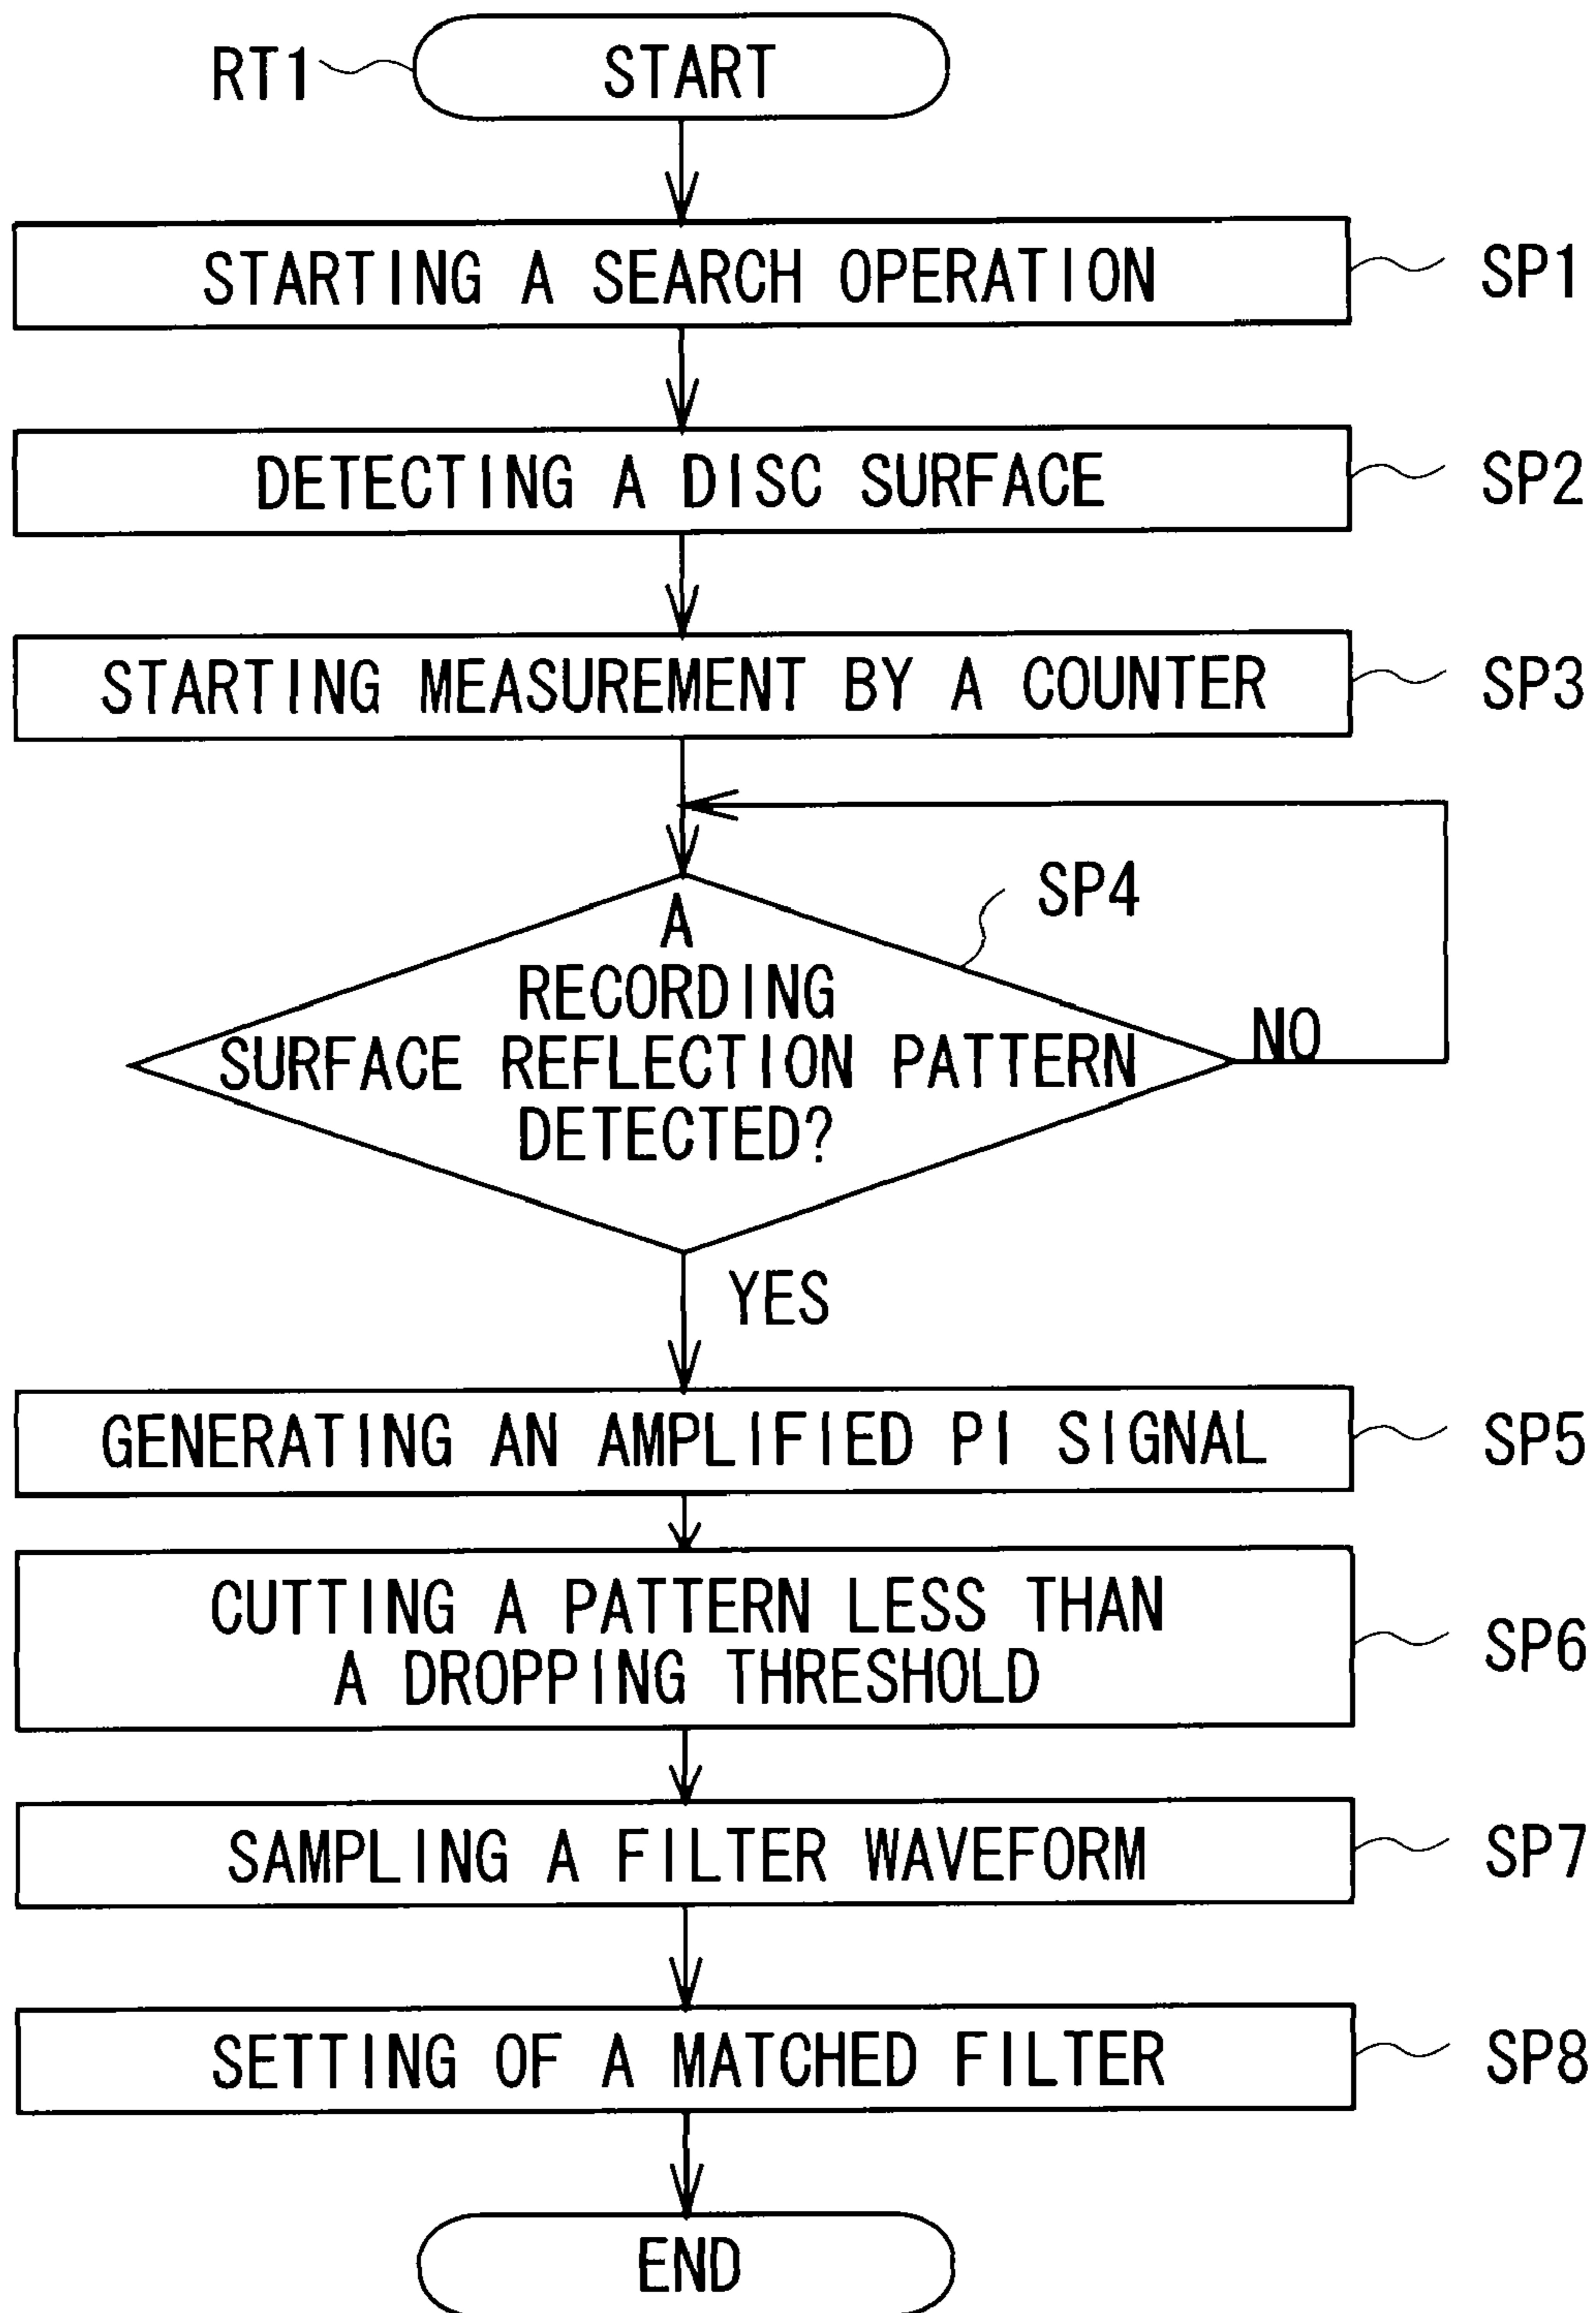 RT1
START
STARTING A SEARCH OPERATION
SP1
DETECTING A DISC SURFACE
SP2
STARTING MEASUREMENT BY A COUNTER
SP3
SP4
A
RECORDING
SURFACE REFLECTION PATTERN
DETECTED?
NO
YES
GENERATING AN AMPLIFIED PI SIGNAL
SP5
CUTTING A PATTERN LESS THAN
A DROPPING THRESHOLD
SP6
SAMPLING A FILTER WAVEFORM
SP7
SETTING OF A MATCHED FILTER
SP8
END